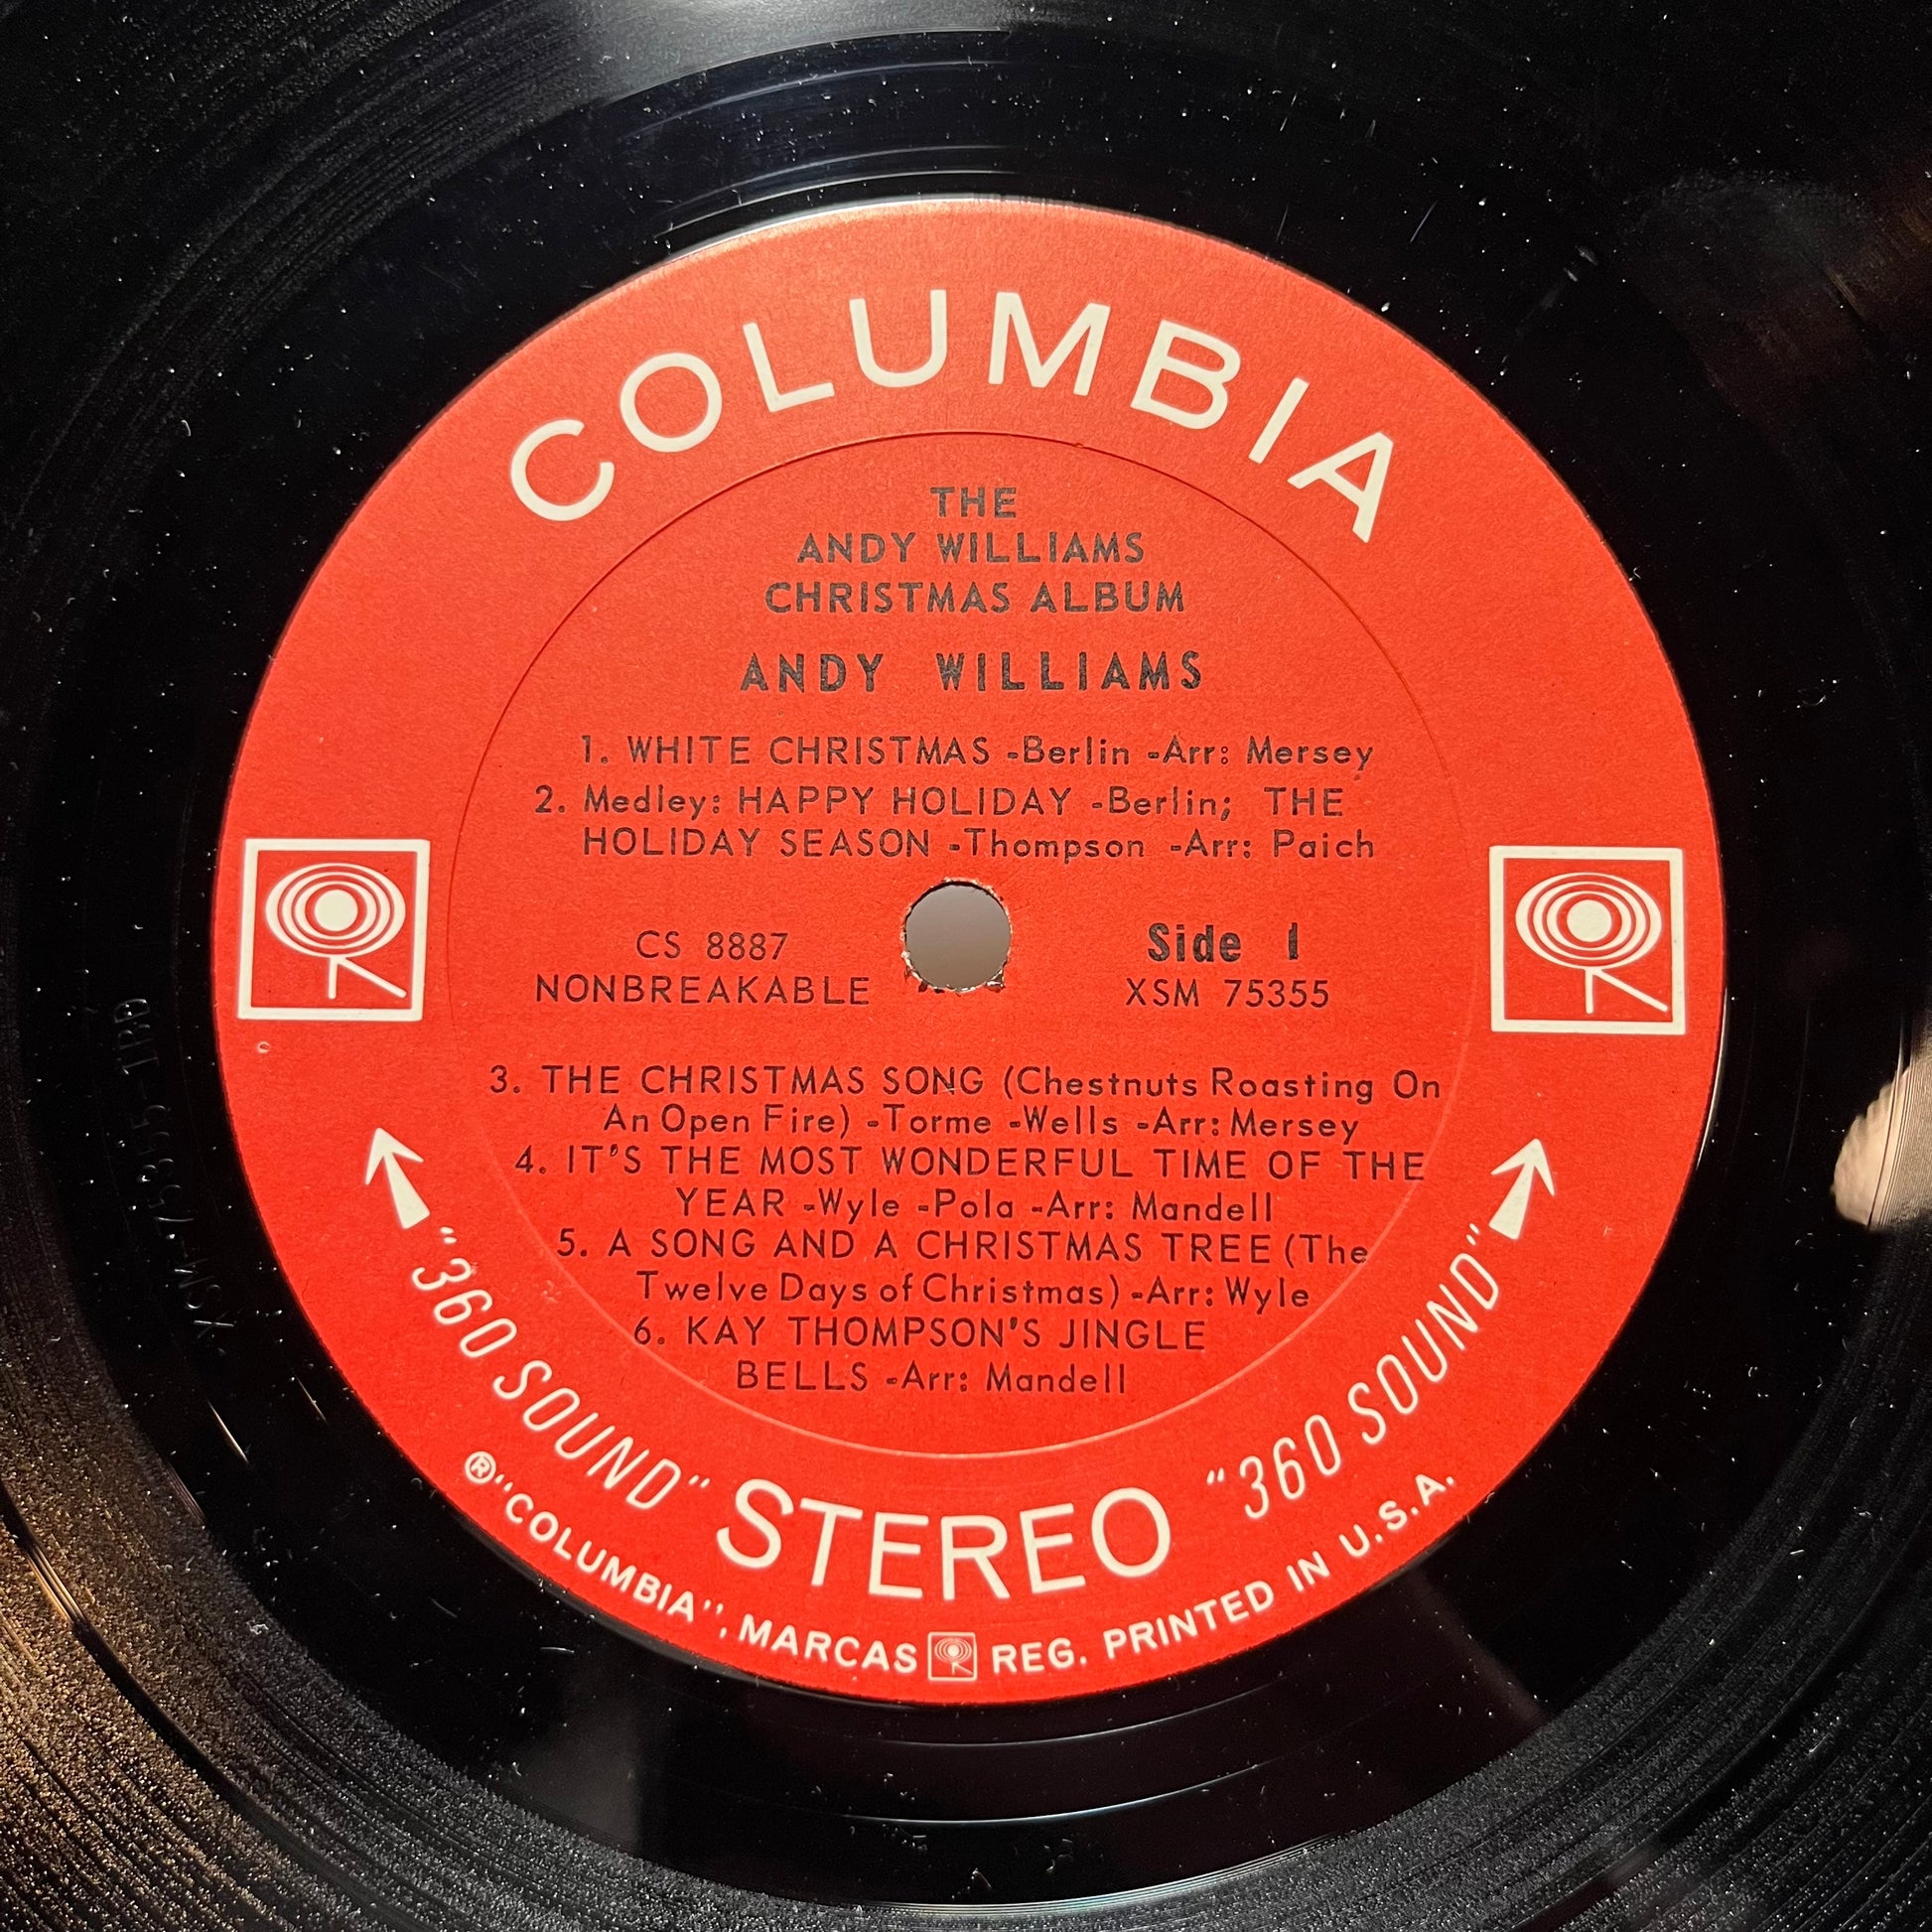 COLUMBIA
THE
ANDY WILLIAMS
CHRISTMAS ALBUM
ANDY WILLIAMS
1. WHITE CHRISTMAS -Berlin -Arr: Mersey
2. Medley: HAPPY HOLIDAY -Berlin; THE
HOLIDAY SEASON -Thompson -Arr: Paich
CS 8887
NONBREAKABLE
Side 1
XSM 75355
3. THE CHRISTMAS SONG (Chestnuts Roasting On
An Open Fire) -Torme -Wells -Arr: Mersey
4. IT'S THE MOST WONDERFUL TIME OF THE
YEAR -Wyle -Pola -Arr: Mandell
5. A SONG AND A CHRISTMAS TREE (The
Twelve Days of Christmas) -Arr: Wyle
6. KAY THOMPSON'S JINGLE
BELLS -Arr: Mandell
"360 SOUND" STEREO "360 SOUND"
®"COLUMBIA", MARCAS REG. PRINTED IN U.S.A.